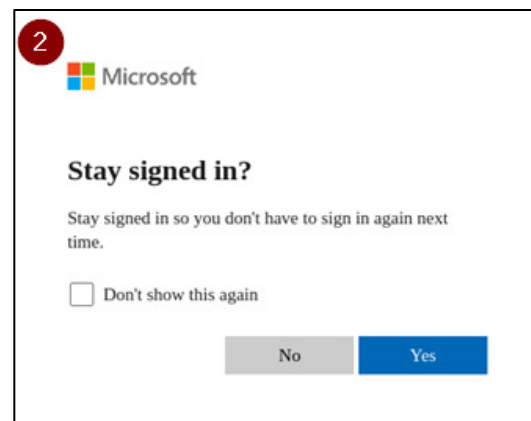 2
Microsoft
Stay signed in?
Stay signed in so you don't have to sign in again next
time.
Don't show this again
No Yes